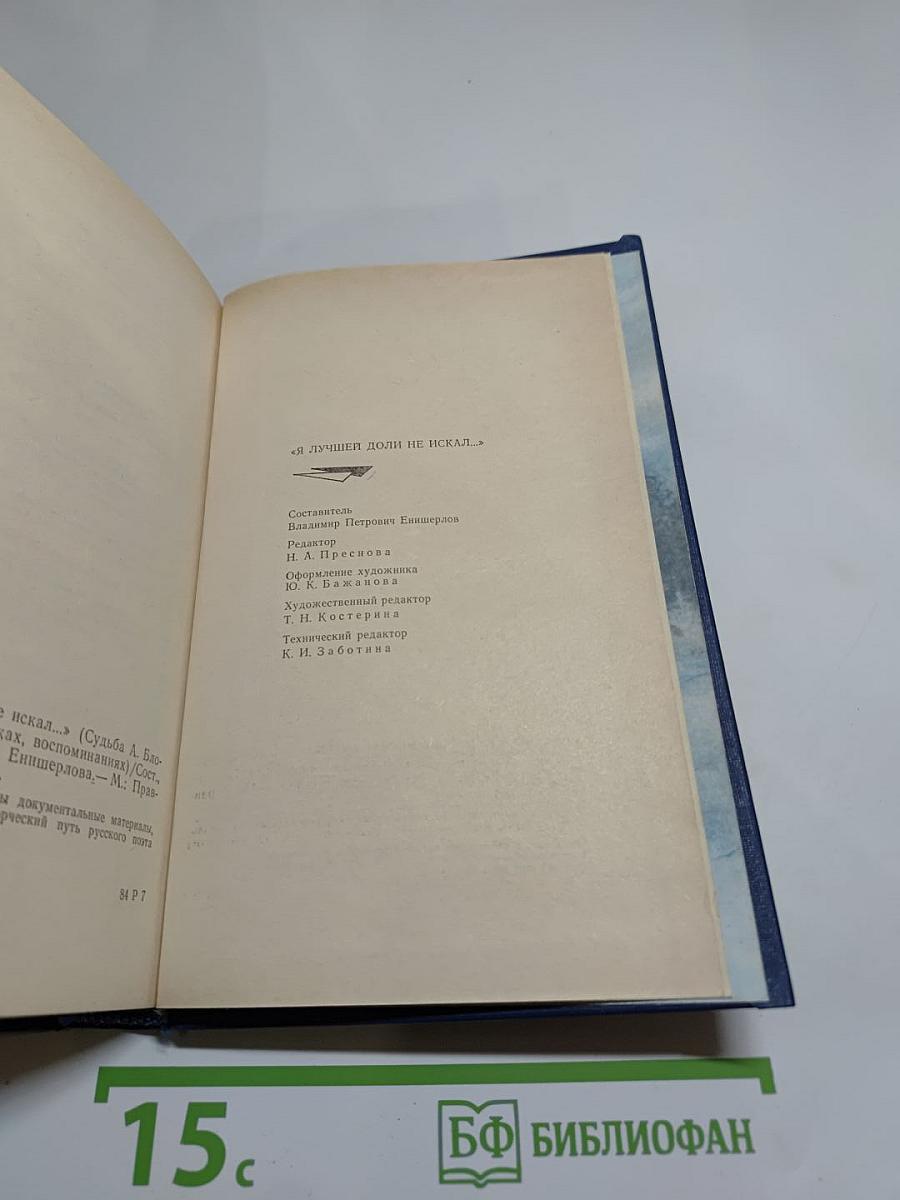 е искал...» (Судьба А. Бло-
ках, воспоминаниях)/Сост.,
Енишерлова.— М.: Прав-
ы документальные материалы,
рческий путь русского поэта
84 Р 7
«Я ЛУЧШЕЙ ДОЛИ НЕ ИСКАЛ...»
Составитель
Владимир Петрович Енишерлов
Редактор
Н. А. Преснова
Оформление художника
Ю. К. Бажанова
Художественный редактор
Т. Н. Костерина
Технический редактор
К. И. Заботина
15 с
БФ БИБЛИОФАН